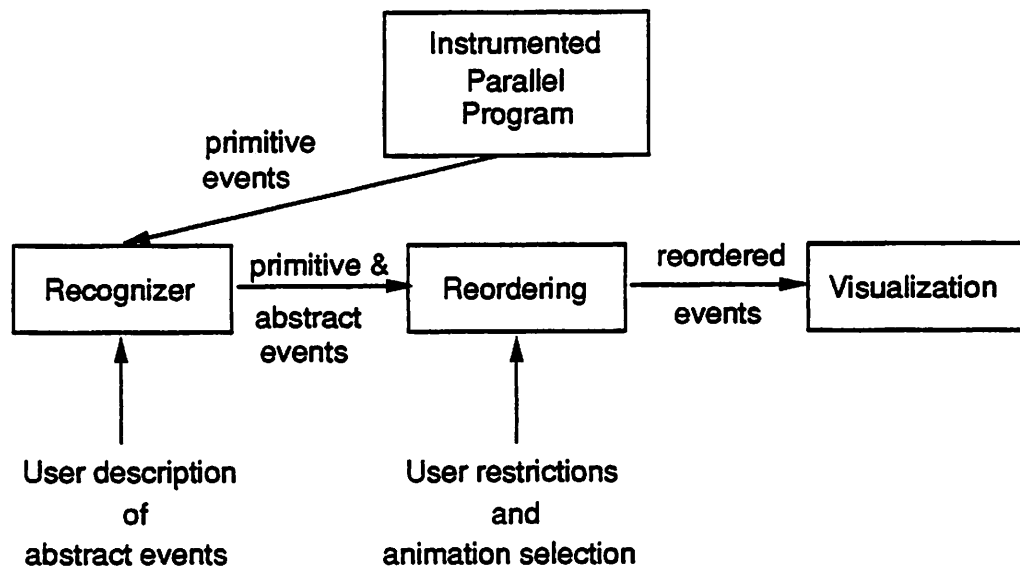 Instrumented
Parallel
Program
primitive
events
Recognizer
primitive &
abstract
events
Reordering
reordered
events
Visualization
User description
of
abstract events
User restrictions
and
animation selection